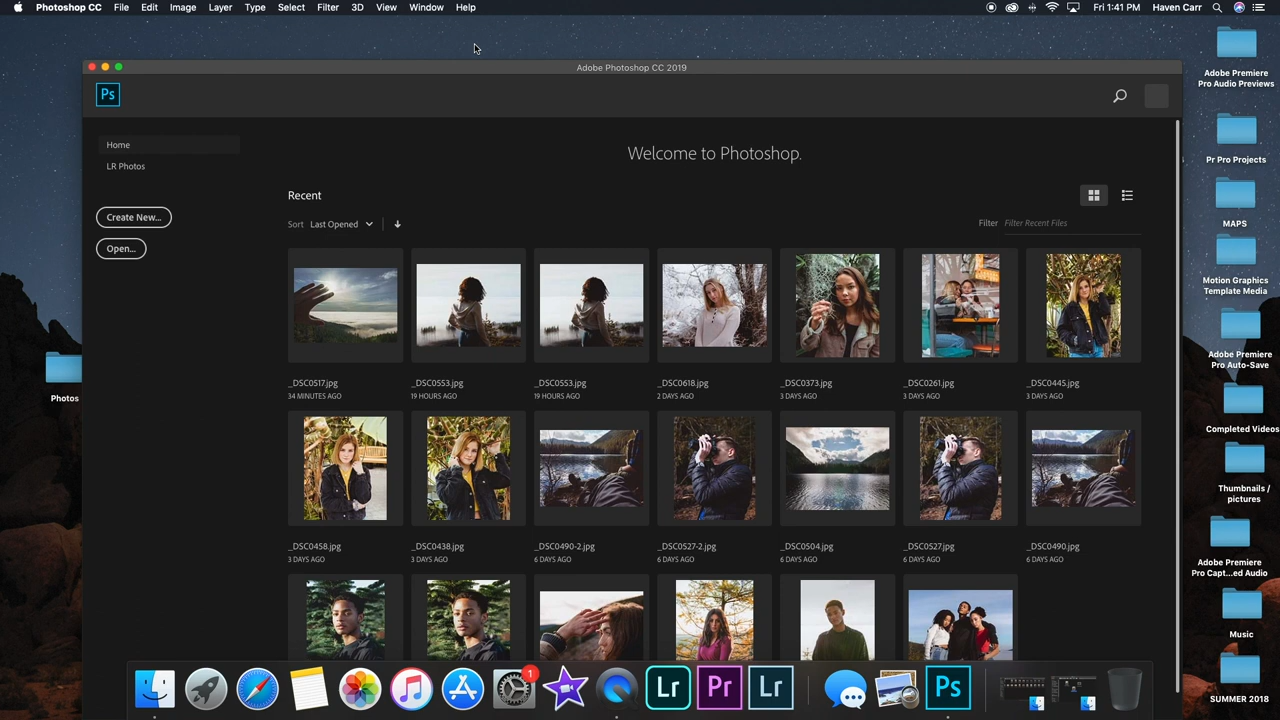 Photoshop CC File Edit Image Layer Type Select Filter 3D View Window Help Fri 1:41 PM Haven Carr
Adobe Photoshop CC 2019
Ps
Home
LR Photos
Create New...
Open...
Welcome to Photoshop.
Recent
Sort Last Opened
Filter Filter Recent Files
_DSC0517.jpg _DSC0553.jpg _DSC0553.jpg _DSC0618.jpg _DSC0373.jpg _DSC0261.jpg _DSC0445.jpg
34 MINUTES AGO 19 HOURS AGO 19 HOURS AGO 2 DAYS AGO 3 DAYS AGO 3 DAYS AGO 3 DAYS AGO
_DSC0458.jpg _DSC0438.jpg _DSC0490-2.jpg _DSC0527-2.jpg _DSC0504.jpg _DSC0527.jpg _DSC0490.jpg
3 DAYS AGO 3 DAYS AGO 6 DAYS AGO 6 DAYS AGO 6 DAYS AGO 6 DAYS AGO 6 DAYS AGO
Photos
Adobe Premiere
Pro Audio Previews
Pr Pro Projects
MAPS
Motion Graphics
Template Media
Adobe Premiere
Pro Auto-Save
Completed Videos
Thumbnails /
pictures
Adobe Premiere
Pro Capt...ed Audio
Music
SUMMER 2018
1
Lr Pr Lr Ps